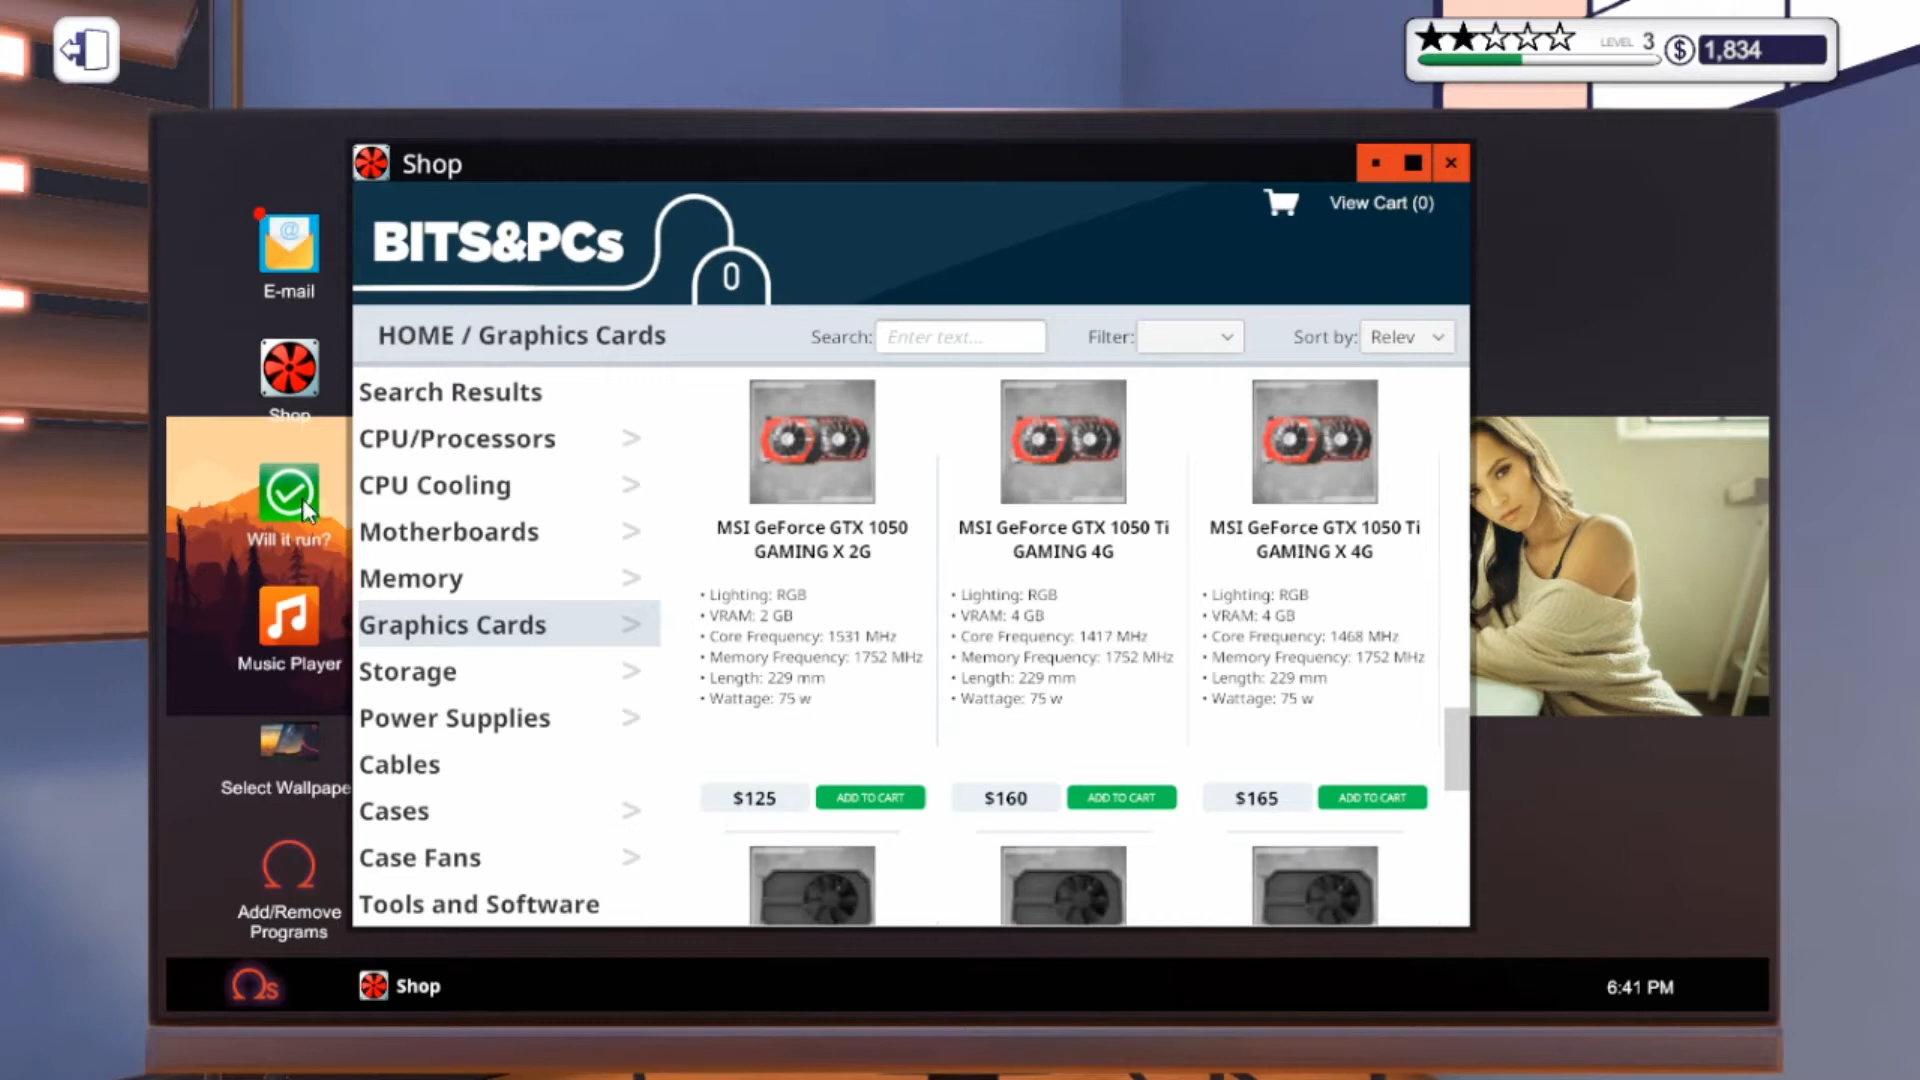 LEVEL 3
$ 1,834
Shop
BITS&PCs
View Cart (0)
HOME / Graphics Cards
Search: Enter text...
Filter:
Sort by: Relev
E-mail
Shop
Will it run?
Music Player
Select Wallpape
Add/Remove
Programs
Search Results
CPU/Processors >
CPU Cooling >
Motherboards >
Memory >
Graphics Cards >
Storage >
Power Supplies >
Cables
Cases >
Case Fans >
Tools and Software
MSI GeForce GTX 1050
GAMING X 2G
• Lighting: RGB
• VRAM: 2 GB
• Core Frequency: 1531 MHz
• Memory Frequency: 1752 MHz
• Length: 229 mm
• Wattage: 75 w
$125 ADD TO CART
MSI GeForce GTX 1050 Ti
GAMING 4G
• Lighting: RGB
• VRAM: 4 GB
• Core Frequency: 1417 MHz
• Memory Frequency: 1752 MHz
• Length: 229 mm
• Wattage: 75 w
$160 ADD TO CART
MSI GeForce GTX 1050 Ti
GAMING X 4G
• Lighting: RGB
• VRAM: 4 GB
• Core Frequency: 1468 MHz
• Memory Frequency: 1752 MHz
• Length: 229 mm
• Wattage: 75 w
$165 ADD TO CART
Ωs
Shop
6:41 PM